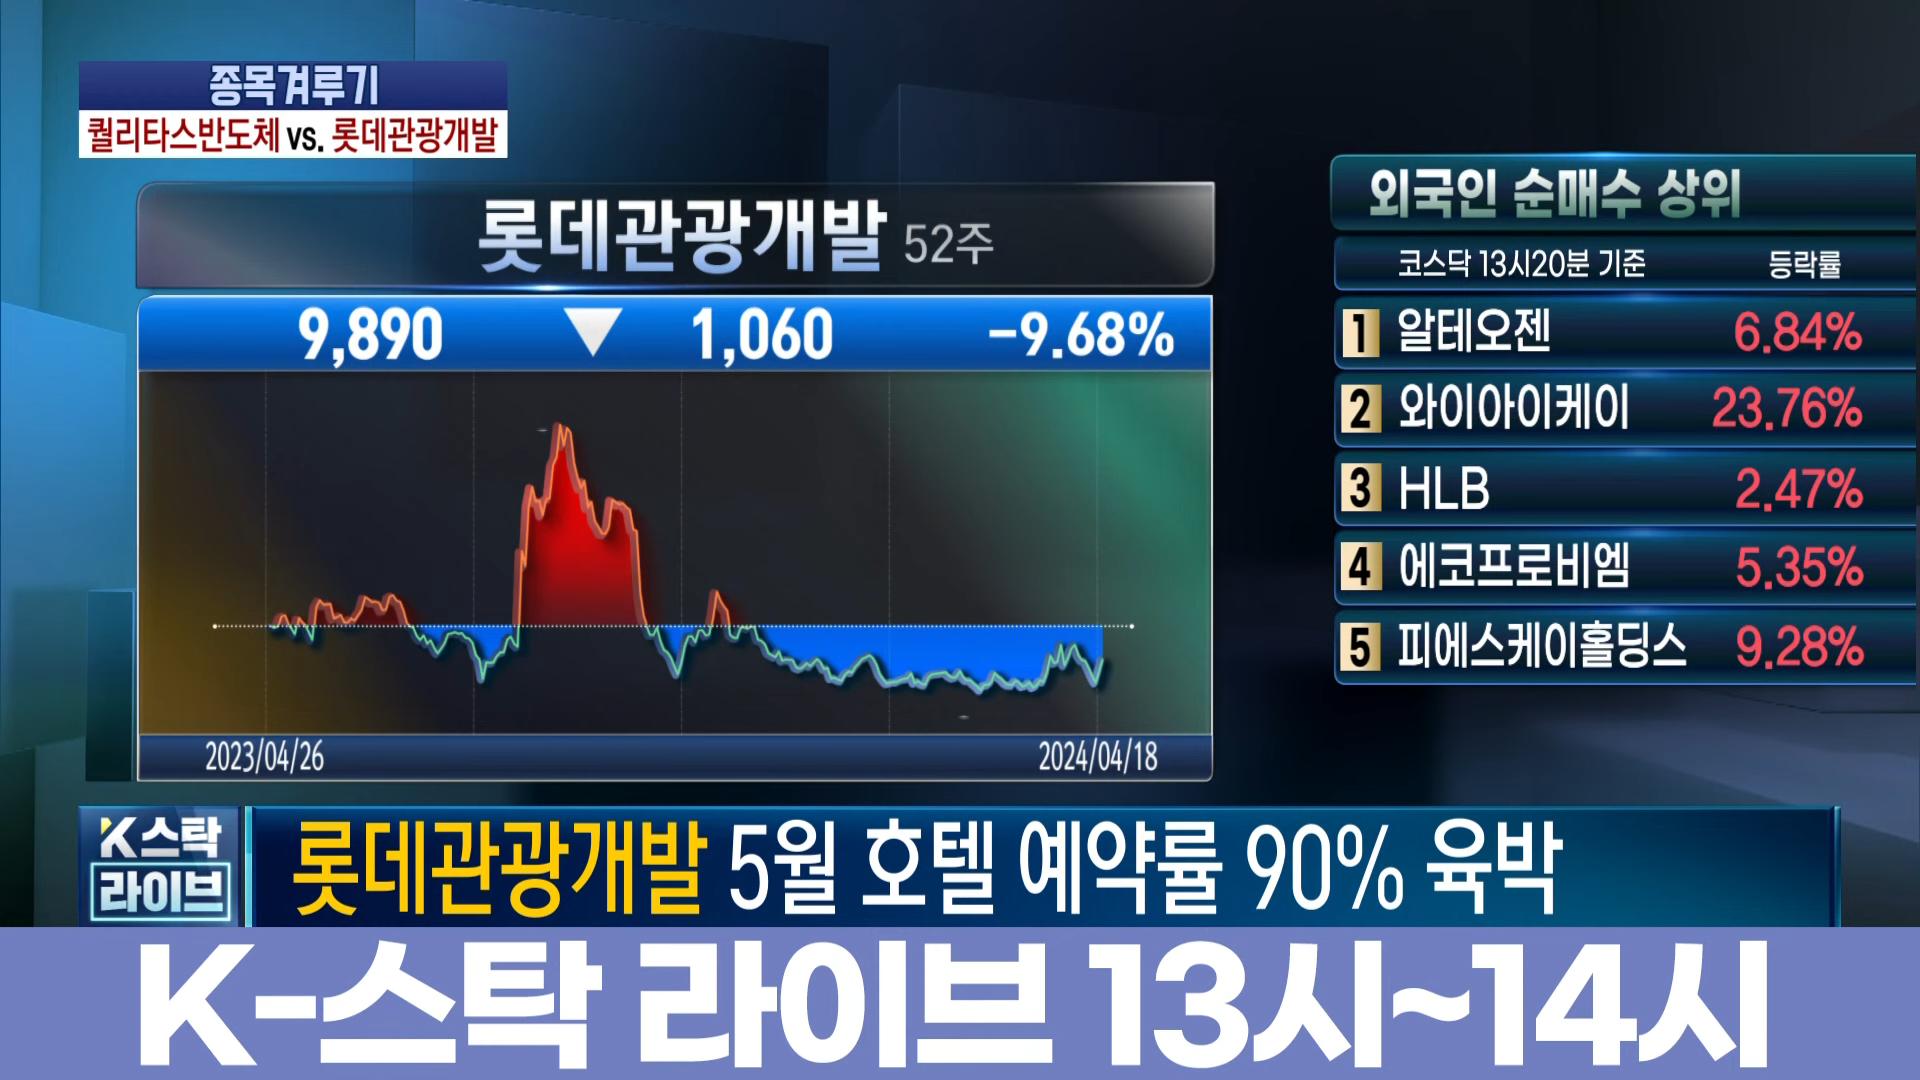 종목겨루기
퀄리타스반도체 vs. 롯데관광개발
롯데관광개발 52주
9,890 ▼ 1,060 -9.68%
2023/04/26 2024/04/18
외국인 순매수 상위
코스닥 13시20분 기준 등락률
1 알테오젠 6.84%
2 와이아이케이 23.76%
3 HLB 2.47%
4 에코프로비엠 5.35%
5 피에스케이홀딩스 9.28%
K스탁
라이브
롯데관광개발 5월 호텔 예약률 90% 육박
K-스탁 라이브 13시~14시